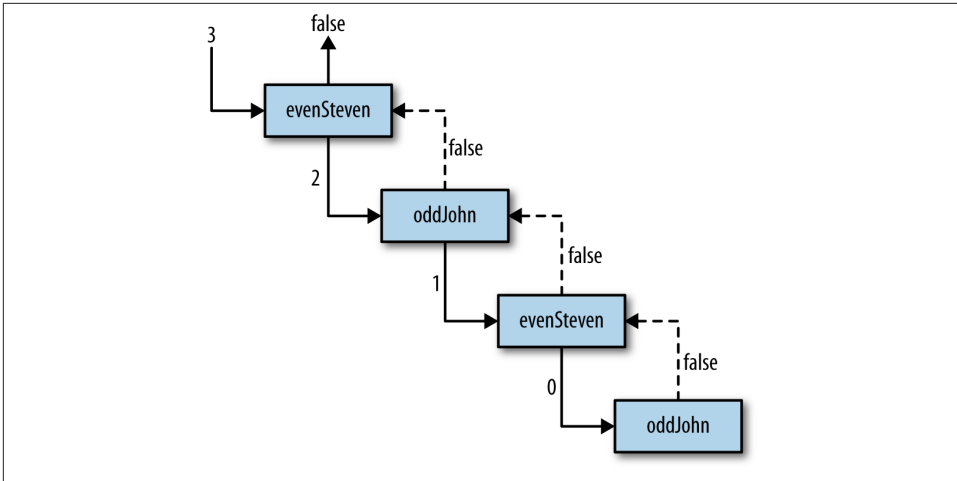 false
3
evenSteven
false
2
oddJohn
false
1
evenSteven
false
0
oddJohn